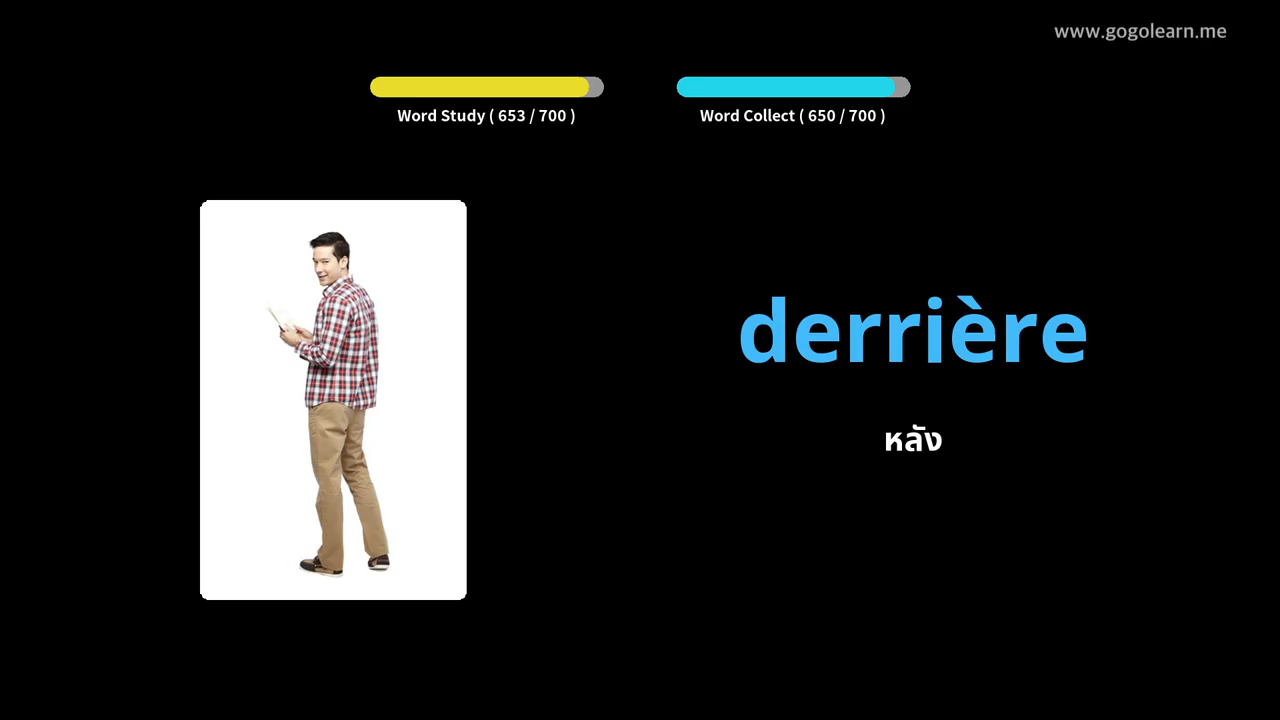 www.gogolearn.me
Word Study ( 653 / 700 )
Word Collect ( 650 / 700 )
derrière
หลัง